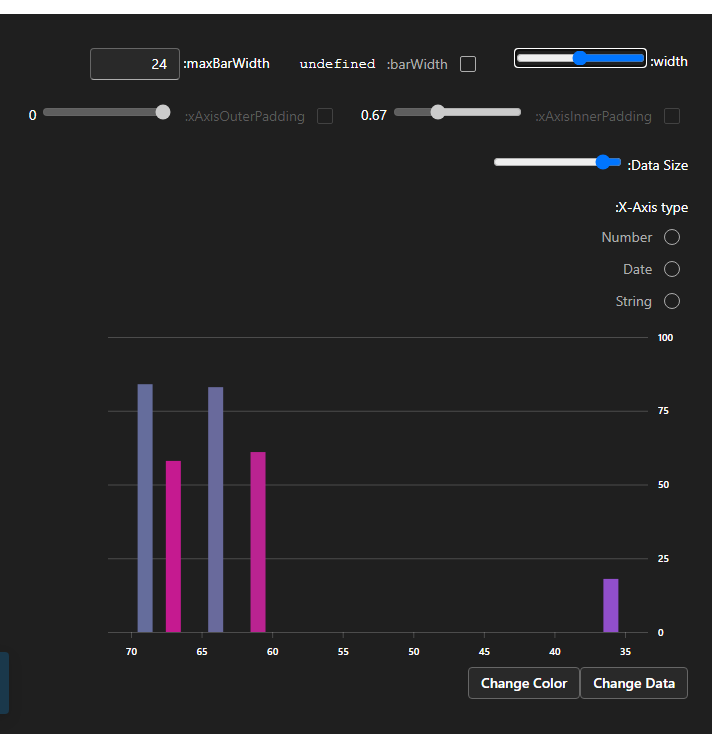 :width
undefined :barWidth
24 :maxBarWidth
0.67 :xAxisInnerPadding
0 :xAxisOuterPadding
:Data Size
:X-Axis type
Number
Date
String
100
75
50
25
0
70 65 60 55 50 45 40 35
Change Color Change Data